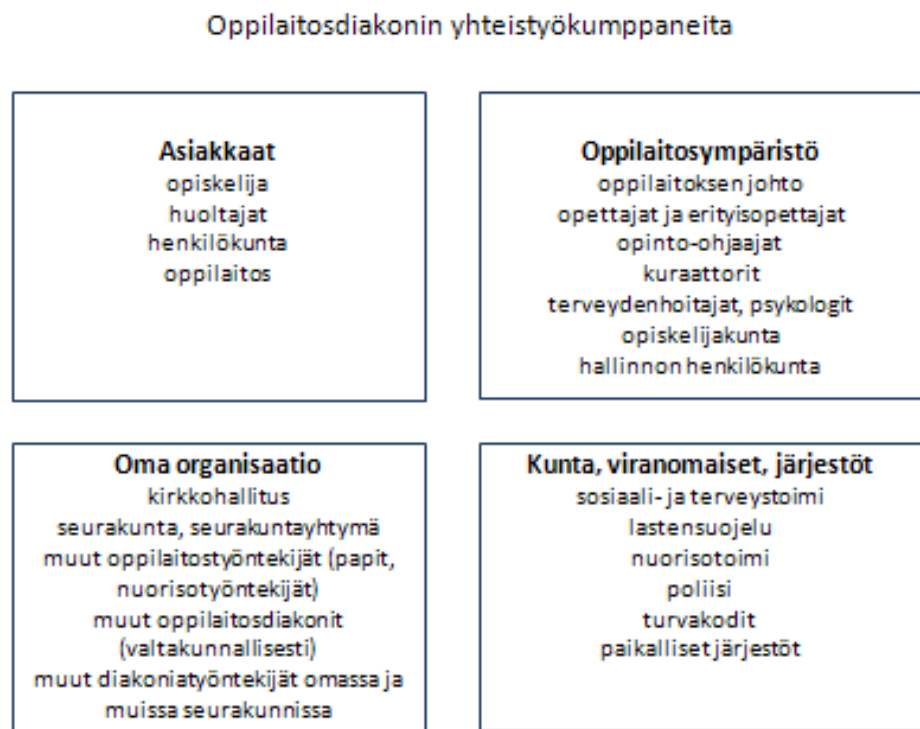 Oppilaitosdiakonin yhteistyökumppaneita
Asiakkaat
opiskelija
huoltajat
henkilökunta
oppilaitos
Oppilaitosympäristö
oppilaitoksen johto
opettajat ja erityisopettajat
opinto-ohjaajat
kuraattorit
terveydenhoitajat, psykologit
opiskelijakunta
hallinnon henkilökunta
Oma organisaatio
kirkkohallitus
seurakunta, seurakuntayhtymä
muut oppilaitostyöntekijät (papit,
nuorisotyöntekijät)
muut oppilaitosdiakonit
(valtakunnallisesti)
muut diakoniatyöntekijät omassa ja
muissa seurakunnissa
Kunta, viranomaiset, järjestöt
sosiaali- ja terveystoimi
lastensuojelu
nuorisotoimi
poliisi
turvakodit
paikalliset järjestöt